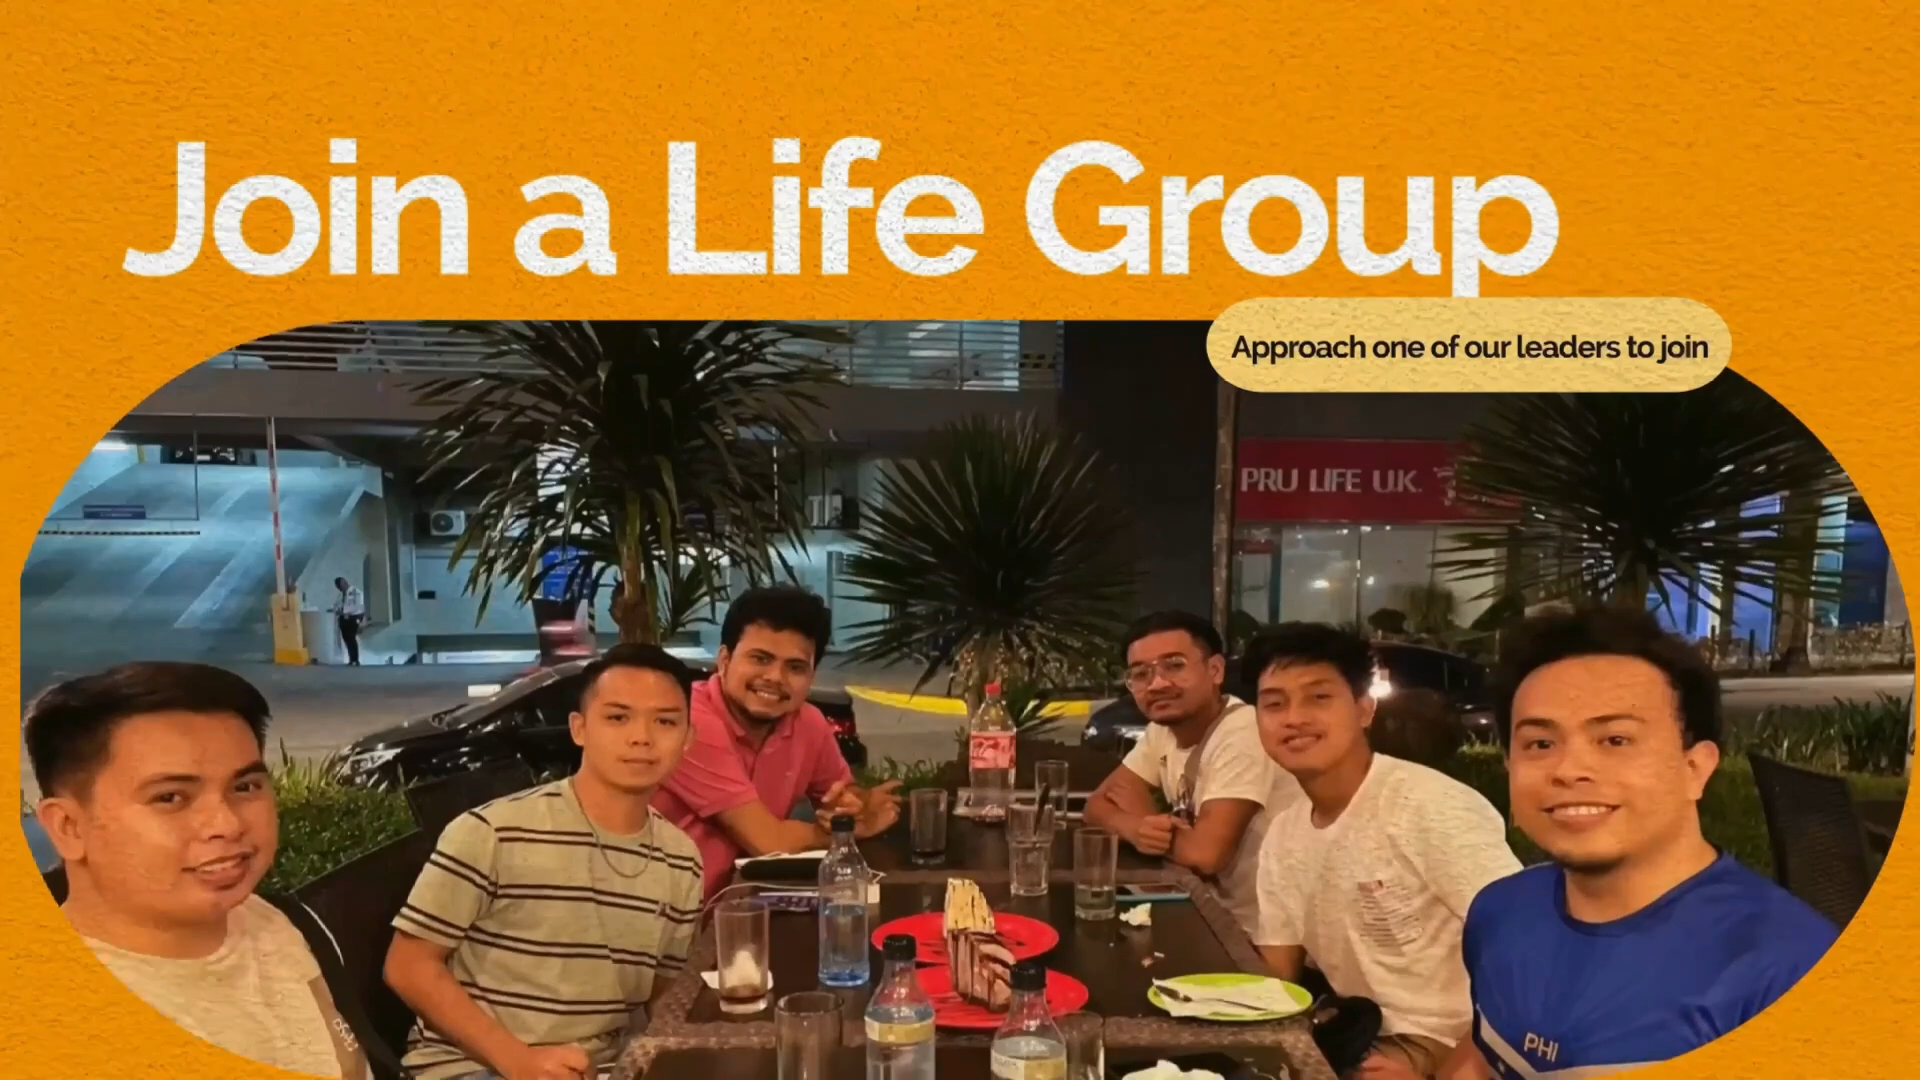 Join a Life Group
Approach one of our leaders to join
PRU LIFE U.K.
PHI